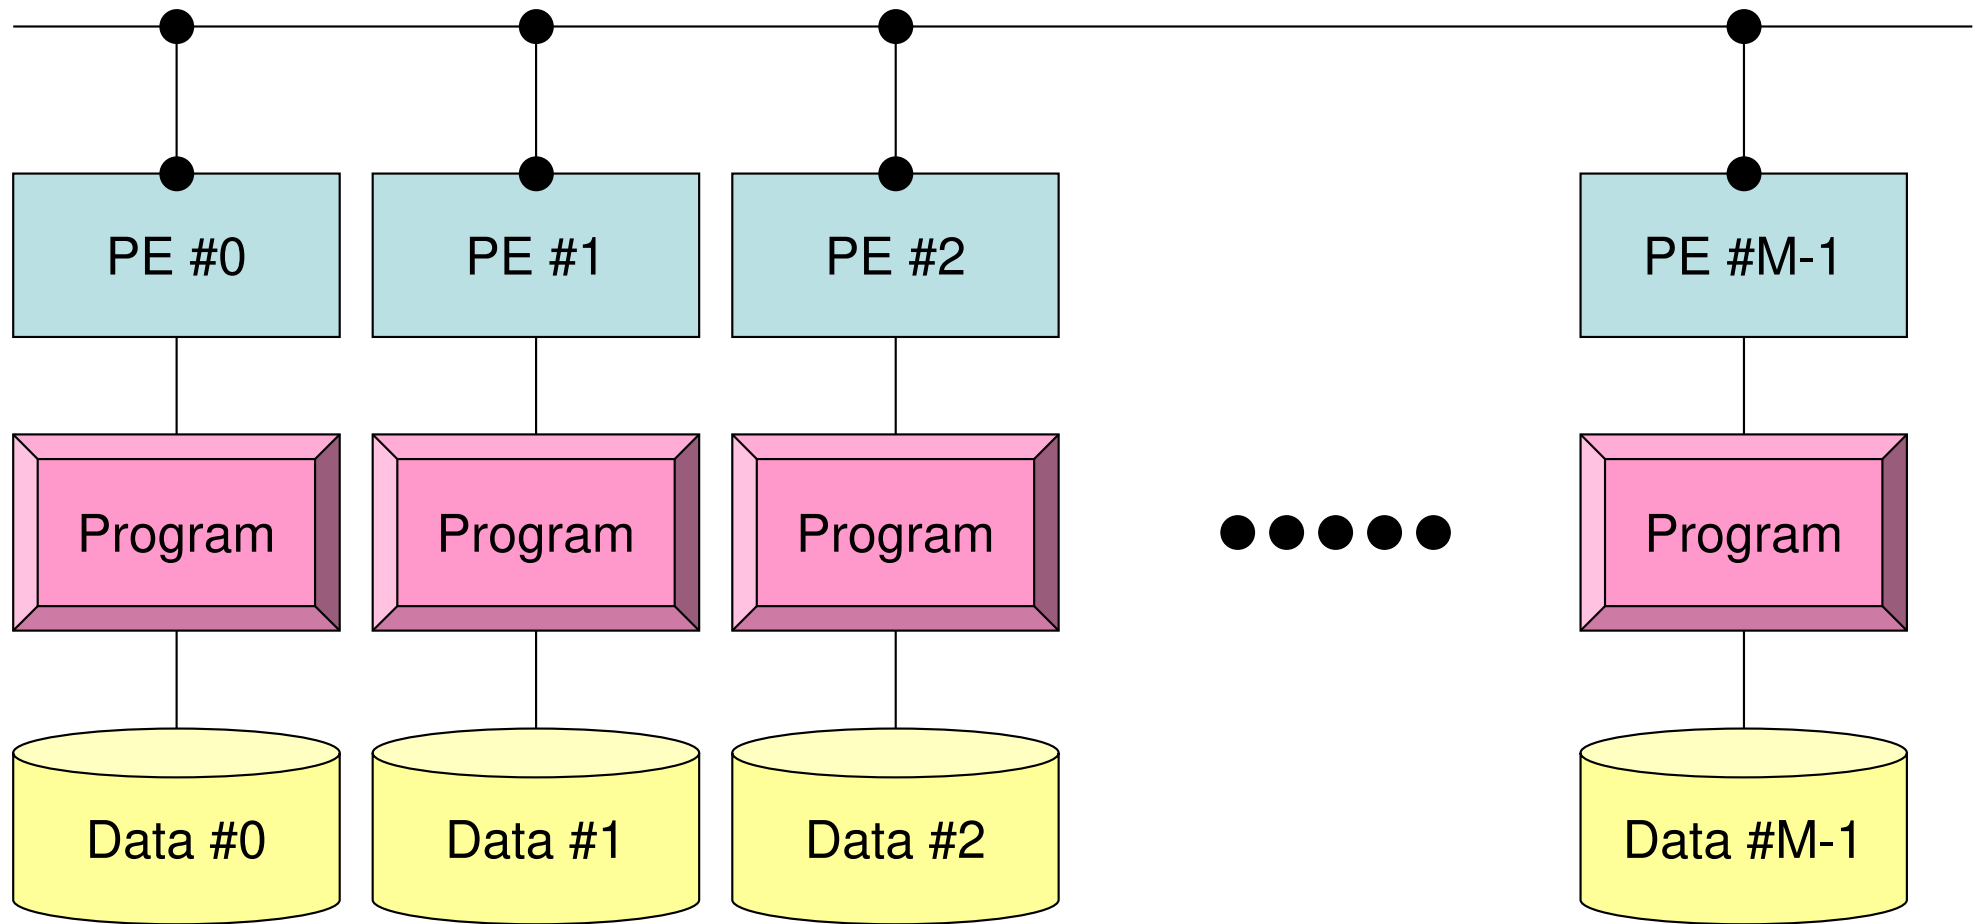 PE #0
PE #1
PE #2
PE #M-1
Program
Program
Program
Program
Data #0
Data #1
Data #2
Data #M-1